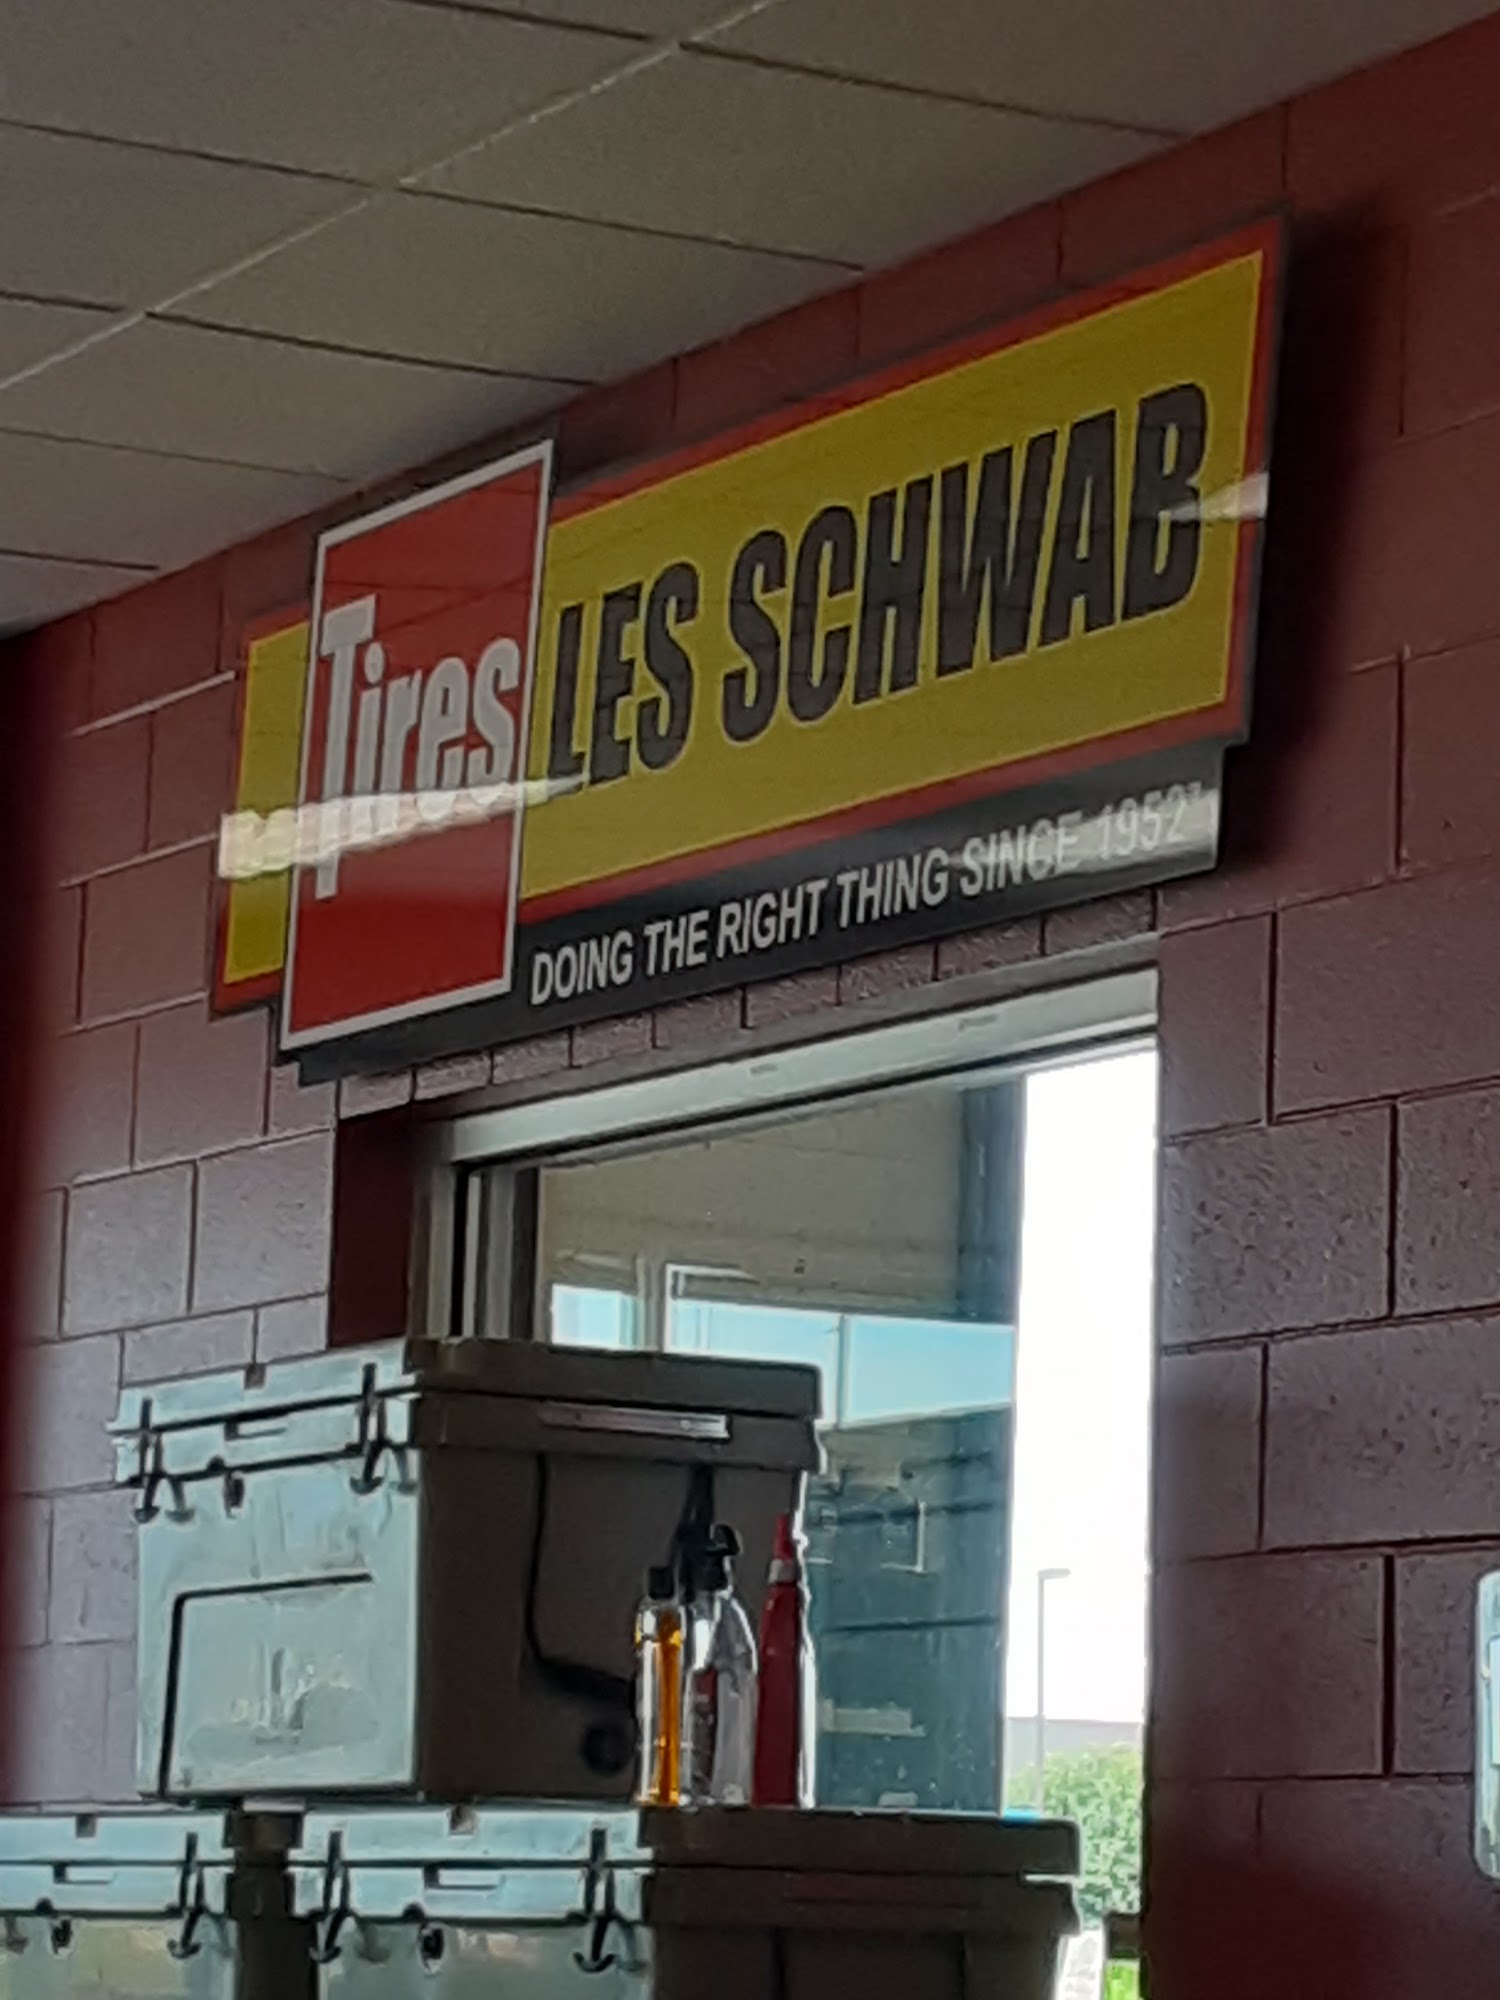 Tires
LES SCHWAB
DOING THE RIGHT THING SINCE 1952